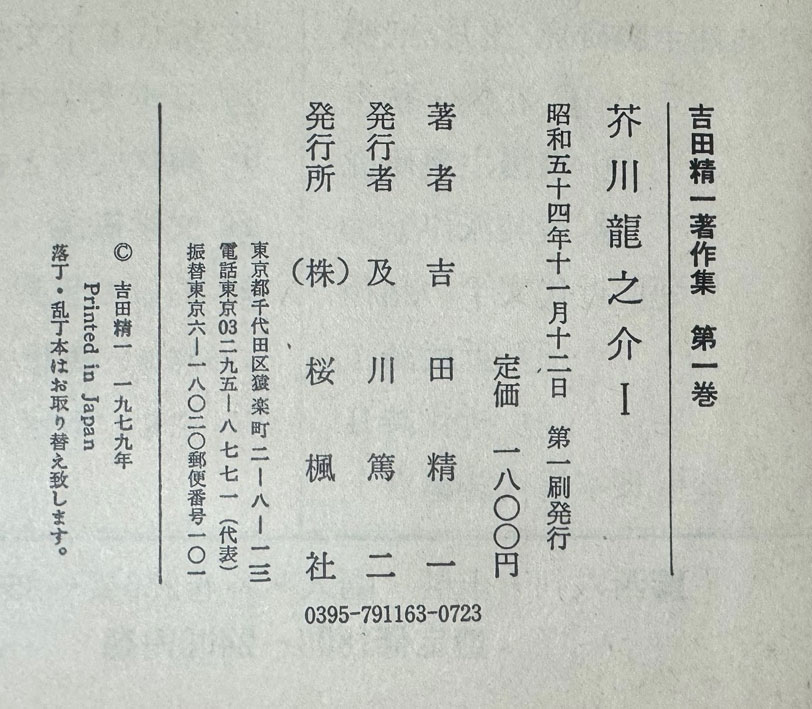 吉田精一著作集　第一巻
芥川龍之介Ⅰ
昭和五十四年十一月十二日　第一刷発行
定価　一八〇〇円
著者　吉田精一
発行者　及川篤二
発行所　(株)桜楓社
東京都千代田区猿楽町二―八―一三
電話東京03二九五―八七七一（代表）
振替東京六―一八〇二〇郵便番号一〇一
0395-791163-0723
© 吉田精一　一九七九年
Printed in Japan
落丁・乱丁本はお取り替え致します。